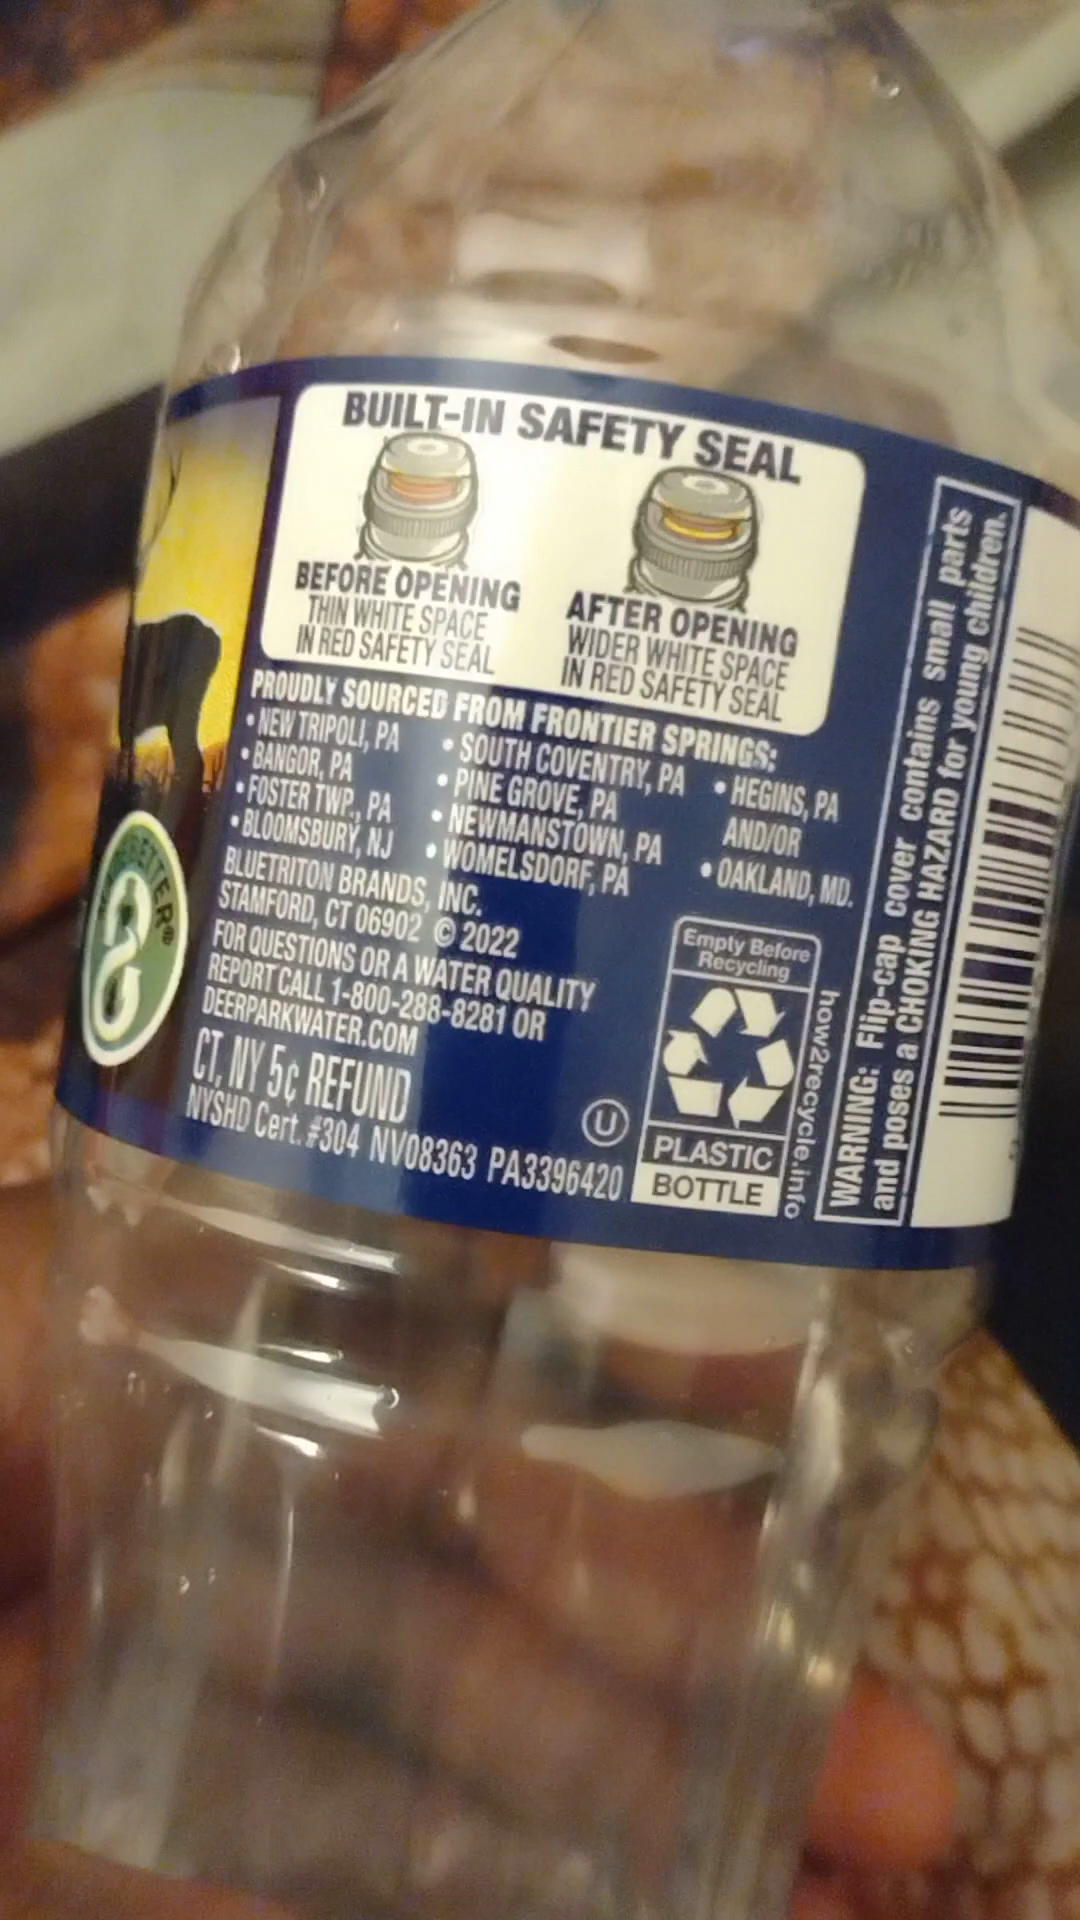 BUILT-IN SAFETY SEAL
BEFORE OPENING
THIN WHITE SPACE
IN RED SAFETY SEAL
AFTER OPENING
WIDER WHITE SPACE
IN RED SAFETY SEAL
PROUDLY SOURCED FROM FRONTIER SPRINGS:
• NEW TRIPOLI, PA
• BANGOR, PA
• FOSTER TWP., PA
• BLOOMSBURY, NJ
• SOUTH COVENTRY, PA
• PINE GROVE, PA
• NEWMANSTOWN, PA
• WOMELSDORF, PA
• HEGINS, PA
AND/OR
• OAKLAND, MD.
BLUETRITON BRANDS, INC.
STAMFORD, CT 06902 © 2022
FOR QUESTIONS OR A WATER QUALITY
REPORT CALL 1-800-288-8281 OR
DEERPARKWATER.COM
CT, NY 5¢ REFUND
NYSHD Cert. #304 NV08363 PA3396420
U
Empty Before
Recycling
PLASTIC
BOTTLE
how2recycle.info
WARNING: Flip-cap cover contains small parts
and poses a CHOKING HAZARD for young children.